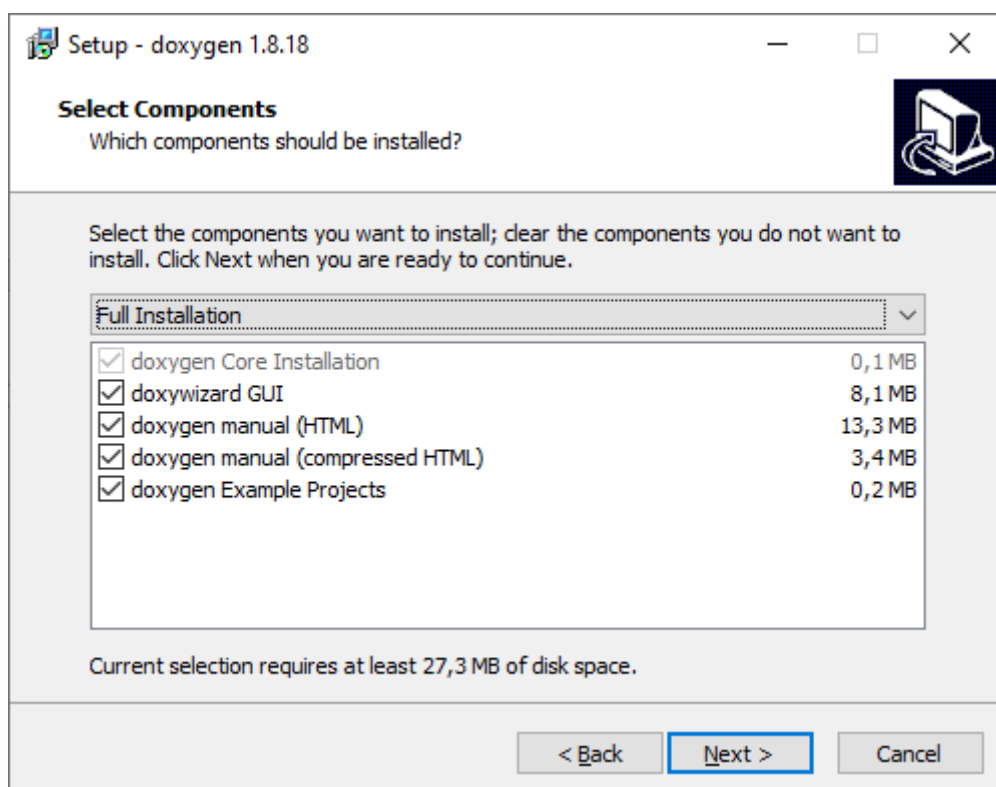 Setup - doxygen 1.8.18
Select Components
Which components should be installed?
Select the components you want to install; clear the components you do not want to
install. Click Next when you are ready to continue.
Full Installation
doxygen Core Installation 0,1 MB
doxywizard GUI 8,1 MB
doxygen manual (HTML) 13,3 MB
doxygen manual (compressed HTML) 3,4 MB
doxygen Example Projects 0,2 MB
Current selection requires at least 27,3 MB of disk space.
< Back Next > Cancel